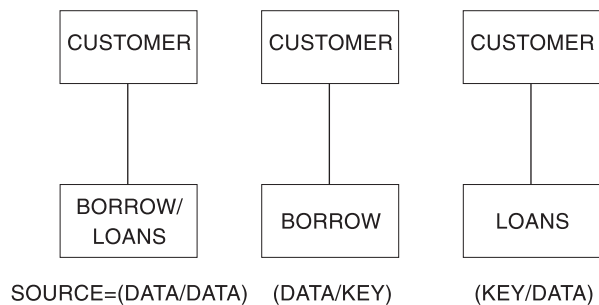 CUSTOMER
CUSTOMER
CUSTOMER
BORROW/
LOANS
BORROW
LOANS
SOURCE=(DATA/DATA)
(DATA/KEY)
(KEY/DATA)